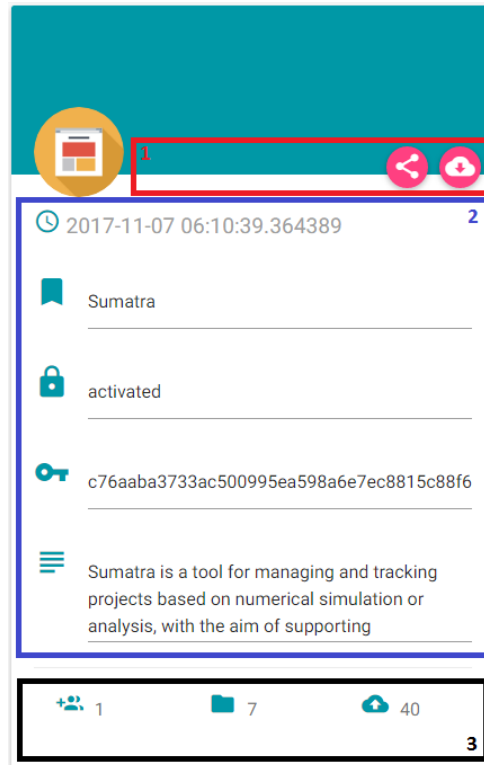 1
2
2017-11-07 06:10:39.364389
Sumatra
activated
c76aaba3733ac500995ea598a6e7ec8815c88f6
Sumatra is a tool for managing and tracking
projects based on numerical simulation or
analysis, with the aim of supporting
1 7 40
3